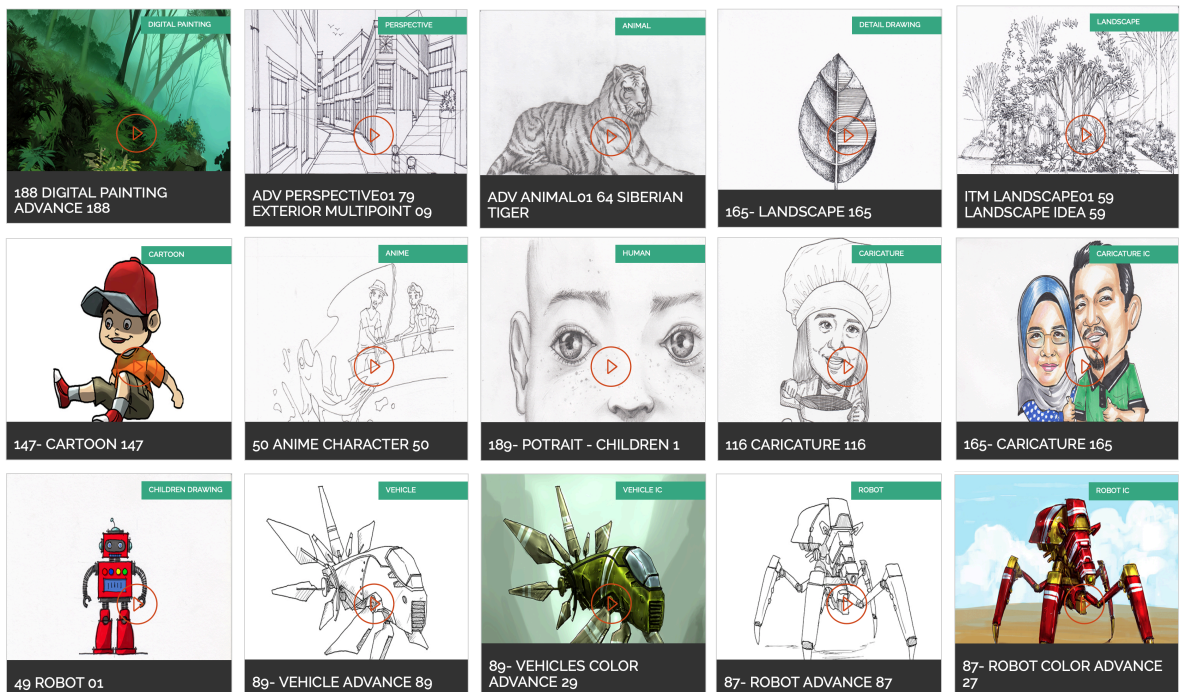 DIGITAL PAINTING
188 DIGITAL PAINTING
ADVANCE 188
PERSPECTIVE
ADV PERSPECTIVE01 79
EXTERIOR MULTIPOINT 09
ANIMAL
ADV ANIMAL01 64 SIBERIAN
TIGER
DETAIL DRAWING
165- LANDSCAPE 165
LANDSCAPE
ITM LANDSCAPE01 59
LANDSCAPE IDEA 59
CARTOON
147- CARTOON 147
ANIME
50 ANIME CHARACTER 50
HUMAN
189- POTRAIT - CHILDREN 1
CARICATURE
116 CARICATURE 116
CARICATURE IC
165- CARICATURE 165
CHILDREN DRAWING
49 ROBOT 01
VEHICLE
89- VEHICLE ADVANCE 89
VEHICLE IC
89- VEHICLES COLOR
ADVANCE 29
ROBOT
87- ROBOT ADVANCE 87
ROBOT IC
87- ROBOT COLOR ADVANCE
27